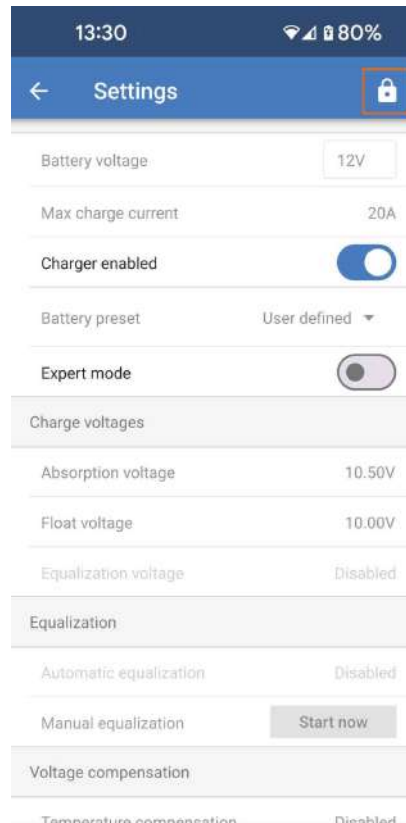 13:30 80%
Settings
Battery voltage 12V
Max charge current 20A
Charger enabled
Battery preset User defined
Expert mode
Charge voltages
Absorption voltage 10.50V
Float voltage 10.00V
Equalization voltage Disabled
Equalization
Automatic equalization Disabled
Manual equalization Start now
Voltage compensation
Temperature compensation Disabled